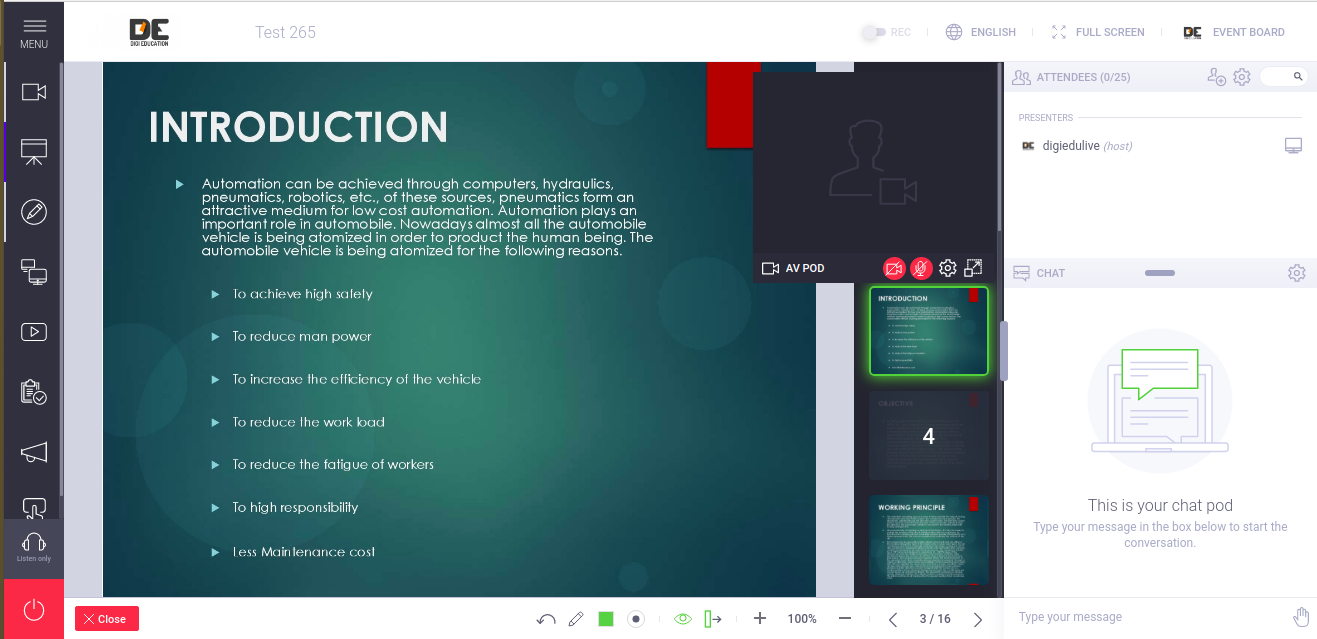 MENU
DE
DIGI EDUCATION
Test 265
REC
ENGLISH
FULL SCREEN
DE
EVENT BOARD
INTRODUCTION
Automation can be achieved through computers, hydraulics,
pneumatics, robotics, etc., of these sources, pneumatics form an
attractive medium for low cost automation. Automation plays an
important role in automobile. Nowadays almost all the automobile
vehicle is being atomized in order to product the human being. The
automobile vehicle is being atomized for the following reasons.
To achieve high safety
To reduce man power
To increase the efficiency of the vehicle
To reduce the work load
To reduce the fatigue of workers
To high responsibility
Less Maintenance cost
AV POD
INTRODUCTION
OBJECTIVE
4
WORKING PRINCIPLE
ATTENDEES (0/25)
PRESENTERS
DE
digiedulive (host)
CHAT
This is your chat pod
Type your message in the box below to start the
conversation.
Type your message
Listen only
Close
100%
3 / 16